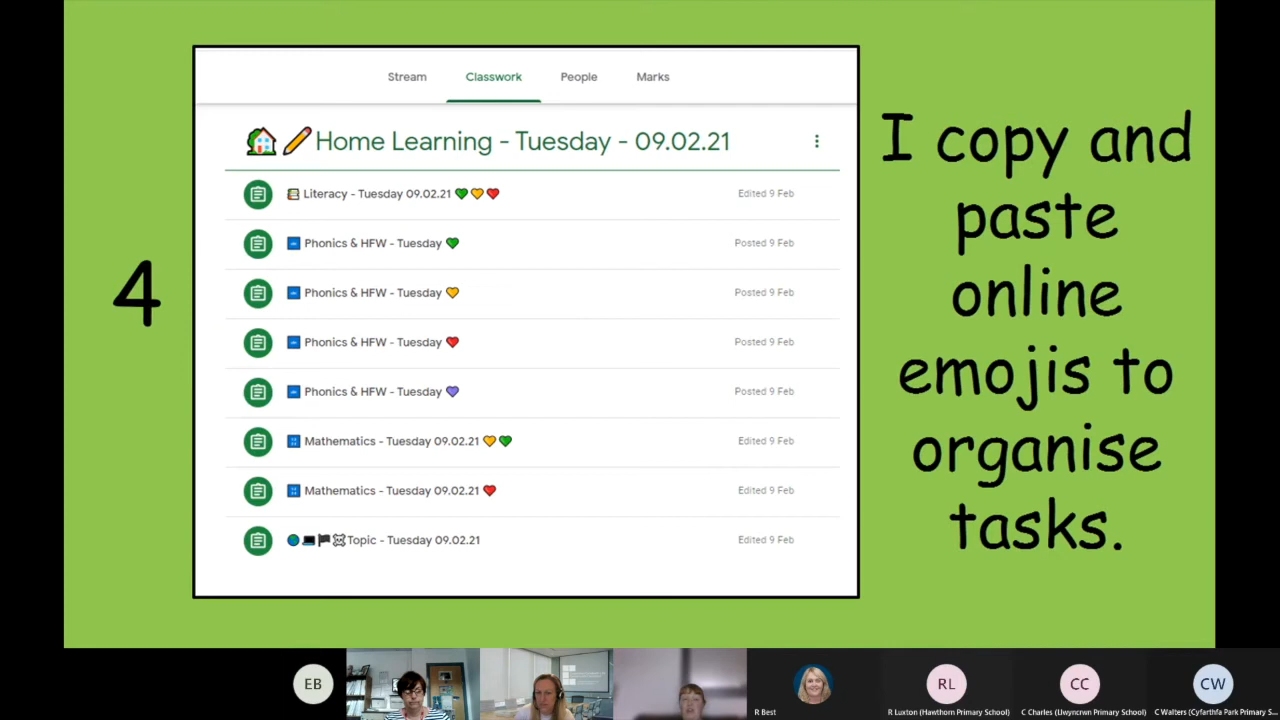 Stream Classwork People Marks
🏡✏️Home Learning - Tuesday - 09.02.21
Literacy - Tuesday 09.02.21 💚🧡❤️ Edited 9 Feb
Phonics & HFW - Tuesday 💚 Posted 9 Feb
Phonics & HFW - Tuesday 🧡 Posted 9 Feb
Phonics & HFW - Tuesday ❤️ Posted 9 Feb
Phonics & HFW - Tuesday 💜 Posted 9 Feb
Mathematics - Tuesday 09.02.21 🧡💚 Edited 9 Feb
Mathematics - Tuesday 09.02.21 ❤️ Edited 9 Feb
Topic - Tuesday 09.02.21 Edited 9 Feb
4
I copy and
paste
online
emojis to
organise
tasks.
EB
RL
CC
CW
R Best
R Luxton (Hawthorn Primary School)
C Charles (Llwyncrwn Primary School)
C Walters (Cyfarthfa Park Primary S...